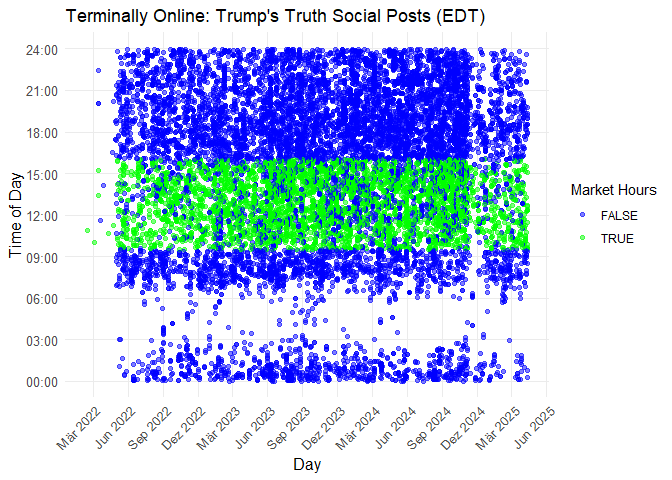 Terminally Online: Trump's Truth Social Posts (EDT)
24:00
21:00
18:00
15:00
12:00
09:00
06:00
03:00
00:00
Time of Day
Mär 2022
Jun 2022
Sep 2022
Dez 2022
Mär 2023
Jun 2023
Sep 2023
Dez 2023
Mär 2024
Jun 2024
Sep 2024
Dez 2024
Mär 2025
Jun 2025
Day
Market Hours
FALSE
TRUE